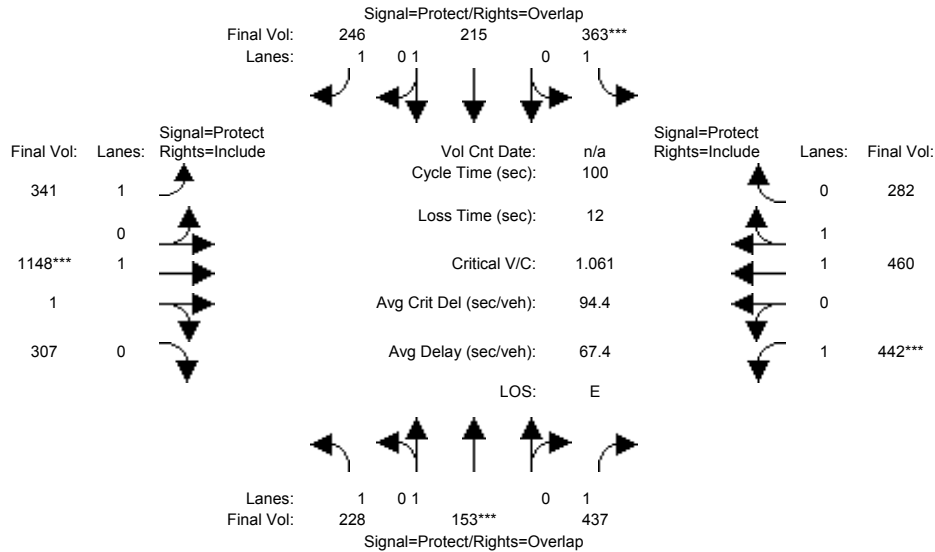 Signal=Protect/Rights=Overlap
Final Vol: 246 215 363***
Lanes: 1 0 1 0 1
Signal=Protect Signal=Protect
Final Vol: Lanes: Rights=Include Vol Cnt Date: n/a Rights=Include Lanes: Final Vol:
Cycle Time (sec): 100
341 1 0 282
Loss Time (sec): 12
0 1
1148*** 1 Critical V/C: 1.061 1 460
1 Avg Crit Del (sec/veh): 94.4 0
307 0 Avg Delay (sec/veh): 67.4 1 442***
LOS: E
Lanes: 1 0 1 0 1
Final Vol: 228 153*** 437
Signal=Protect/Rights=Overlap